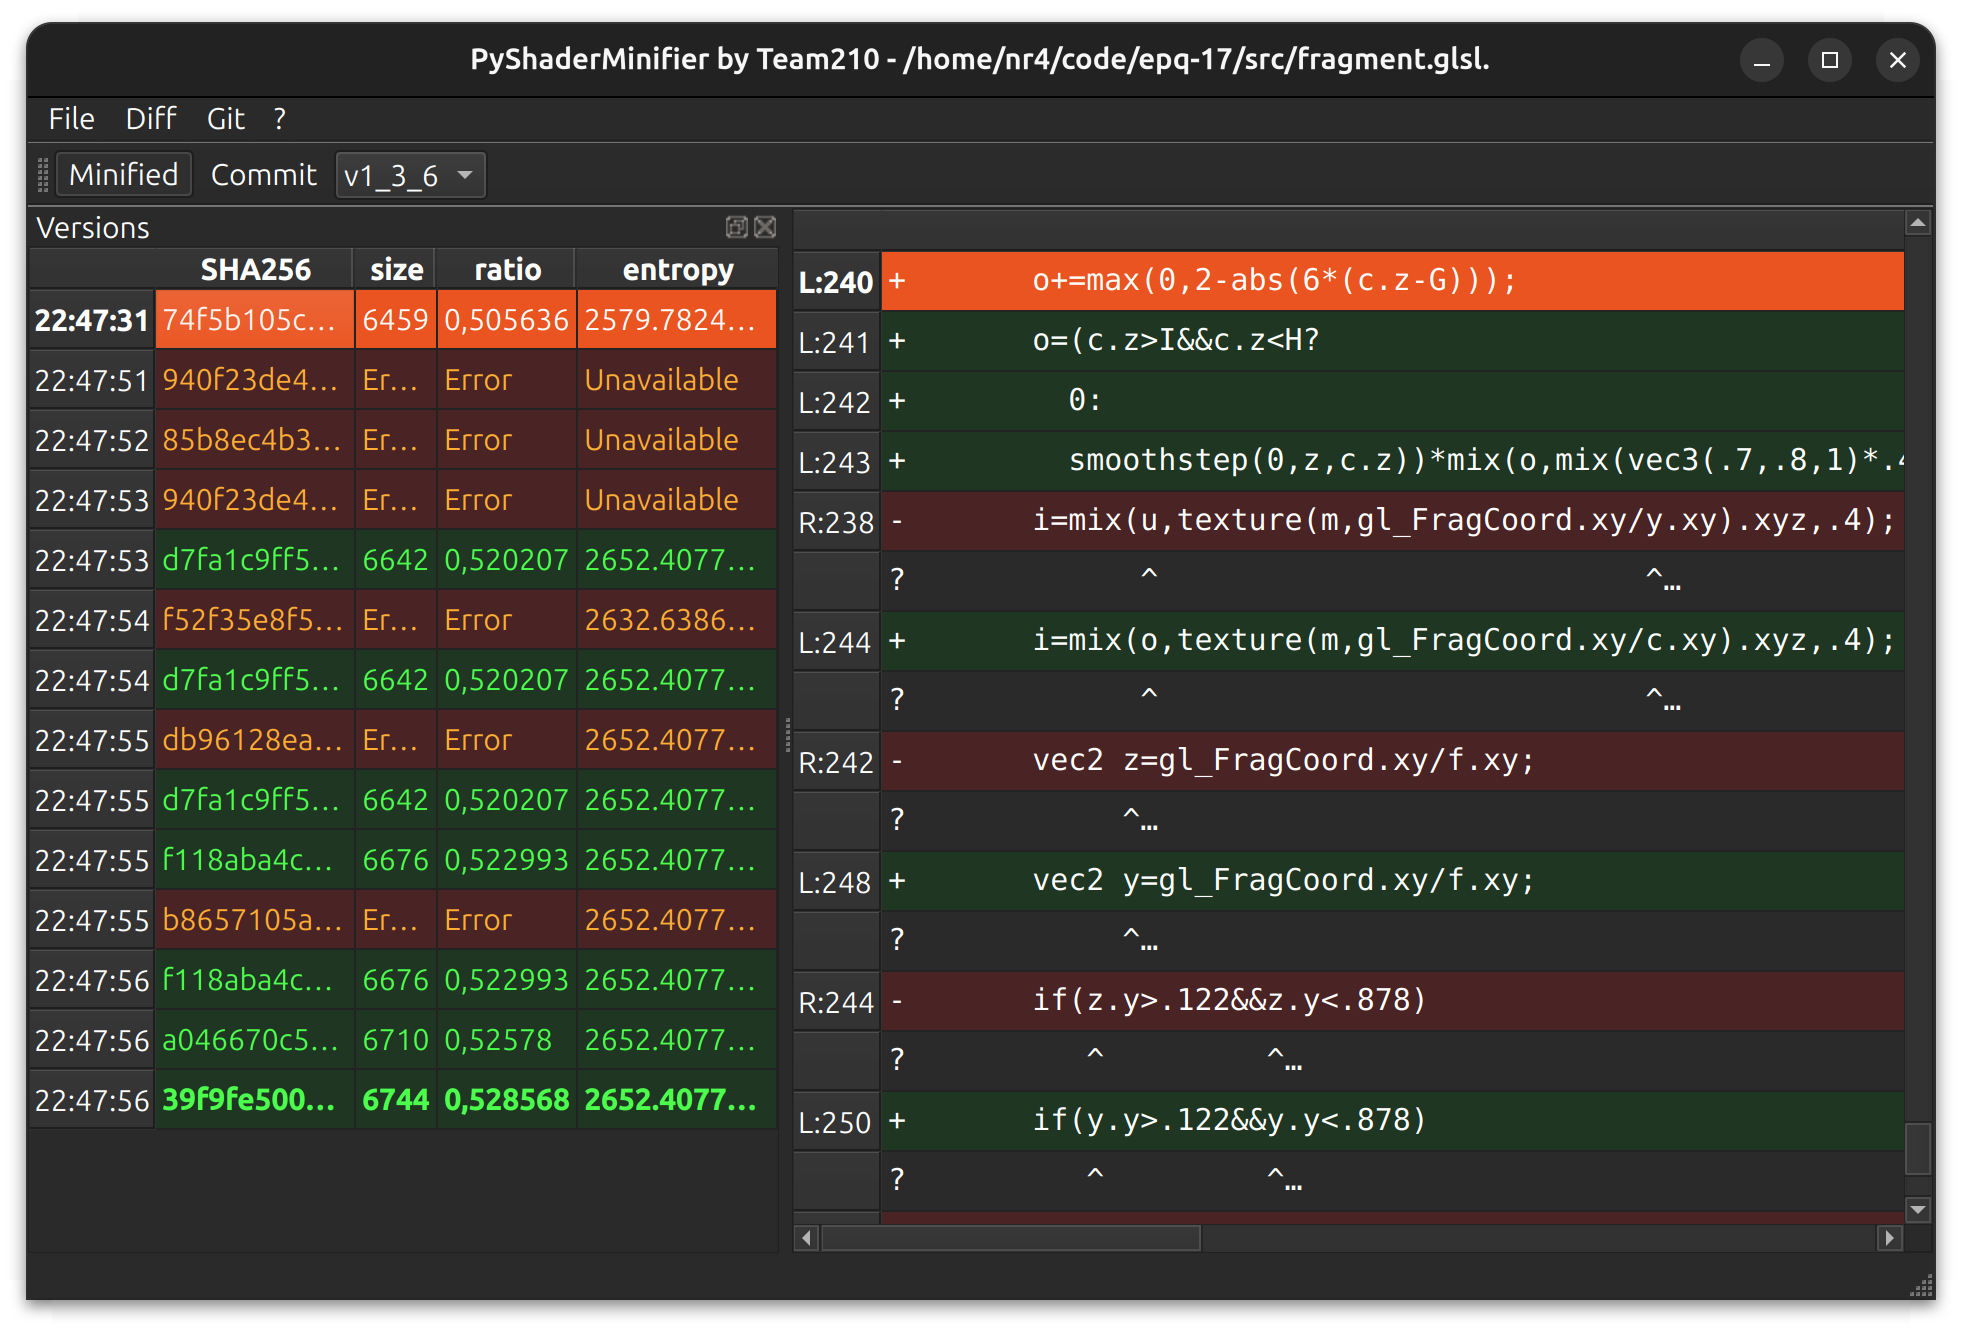 PyShaderMinifier by Team210 - /home/nr4/code/epq-17/src/fragment.glsl.
File Diff Git ?
Minified Commit v1_3_6
Versions
SHA256 size ratio entropy
22:47:31 74f5b105c... 6459 0,505636 2579.7824...
22:47:51 940f23de4... Er... Error Unavailable
22:47:52 85b8ec4b3... Er... Error Unavailable
22:47:53 940f23de4... Er... Error Unavailable
22:47:53 d7fa1c9ff5... 6642 0,520207 2652.4077...
22:47:54 f52f35e8f5... Er... Error 2632.6386...
22:47:54 d7fa1c9ff5... 6642 0,520207 2652.4077...
22:47:55 db96128ea... Er... Error 2652.4077...
22:47:55 d7fa1c9ff5... 6642 0,520207 2652.4077...
22:47:55 f118aba4c... 6676 0,522993 2652.4077...
22:47:55 b8657105a... Er... Error 2652.4077...
22:47:56 f118aba4c... 6676 0,522993 2652.4077...
22:47:56 a046670c5... 6710 0,52578 2652.4077...
22:47:56 39f9fe500... 6744 0,528568 2652.4077...
L:240 + o+=max(0,2-abs(6*(c.z-G)));
L:241 + o=(c.z>I&&c.z<H?
L:242 + 0:
L:243 + smoothstep(0,z,c.z))*mix(o,mix(vec3(.7,.8,1)*.4
R:238 - i=mix(u,texture(m,gl_FragCoord.xy/y.xy).xyz,.4);
? ^ ^…
L:244 + i=mix(o,texture(m,gl_FragCoord.xy/c.xy).xyz,.4);
? ^ ^…
R:242 - vec2 z=gl_FragCoord.xy/f.xy;
? ^…
L:248 + vec2 y=gl_FragCoord.xy/f.xy;
? ^…
R:244 - if(z.y>.122&&z.y<.878)
? ^ ^…
L:250 + if(y.y>.122&&y.y<.878)
? ^ ^…